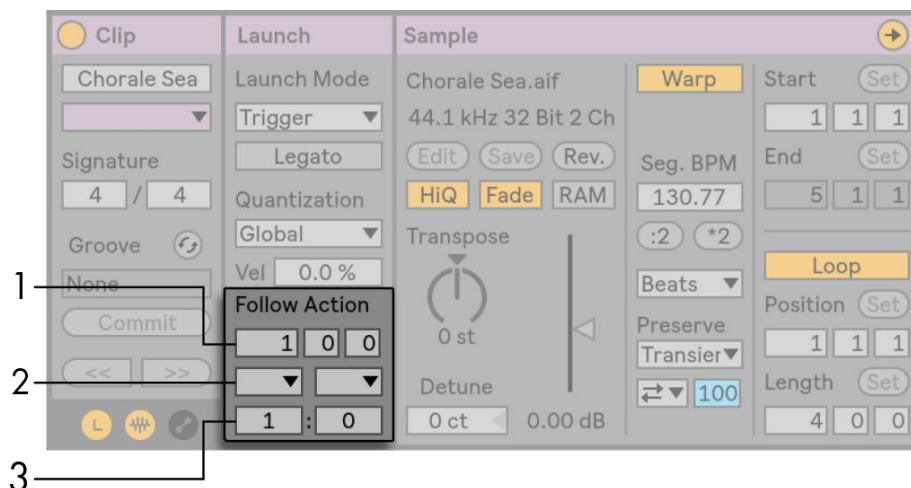 Clip
Launch
Sample
Chorale Sea
Signature
4 / 4
Groove
None
Commit
<< >>
L
Launch Mode
Trigger
Legato
Quantization
Global
Vel 0.0 %
Follow Action
1 0 0
1 : 0
Chorale Sea.aif
44.1 kHz 32 Bit 2 Ch
Edit Save Rev.
HiQ Fade RAM
Transpose
0 st
Detune
0 ct 0.00 dB
Warp
Seg. BPM
130.77
:2 *2
Beats
Preserve
Transier
100
Start Set
1 1 1
End Set
5 1 1
Loop
Position Set
1 1 1
Length Set
4 0 0
1
2
3